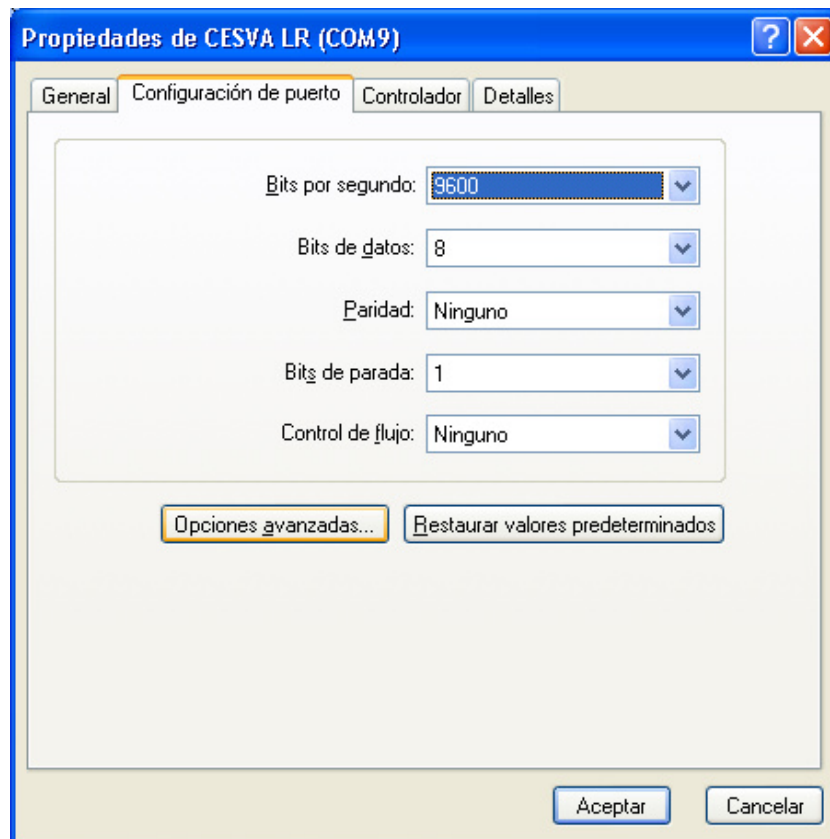 Propiedades de CESVA LR (COM9)
?
General Configuración de puerto Controlador Detalles
Bits por segundo: 9600
Bits de datos: 8
Paridad: Ninguno
Bits de parada: 1
Control de flujo: Ninguno
Opciones avanzadas... Restaurar valores predeterminados
Aceptar Cancelar